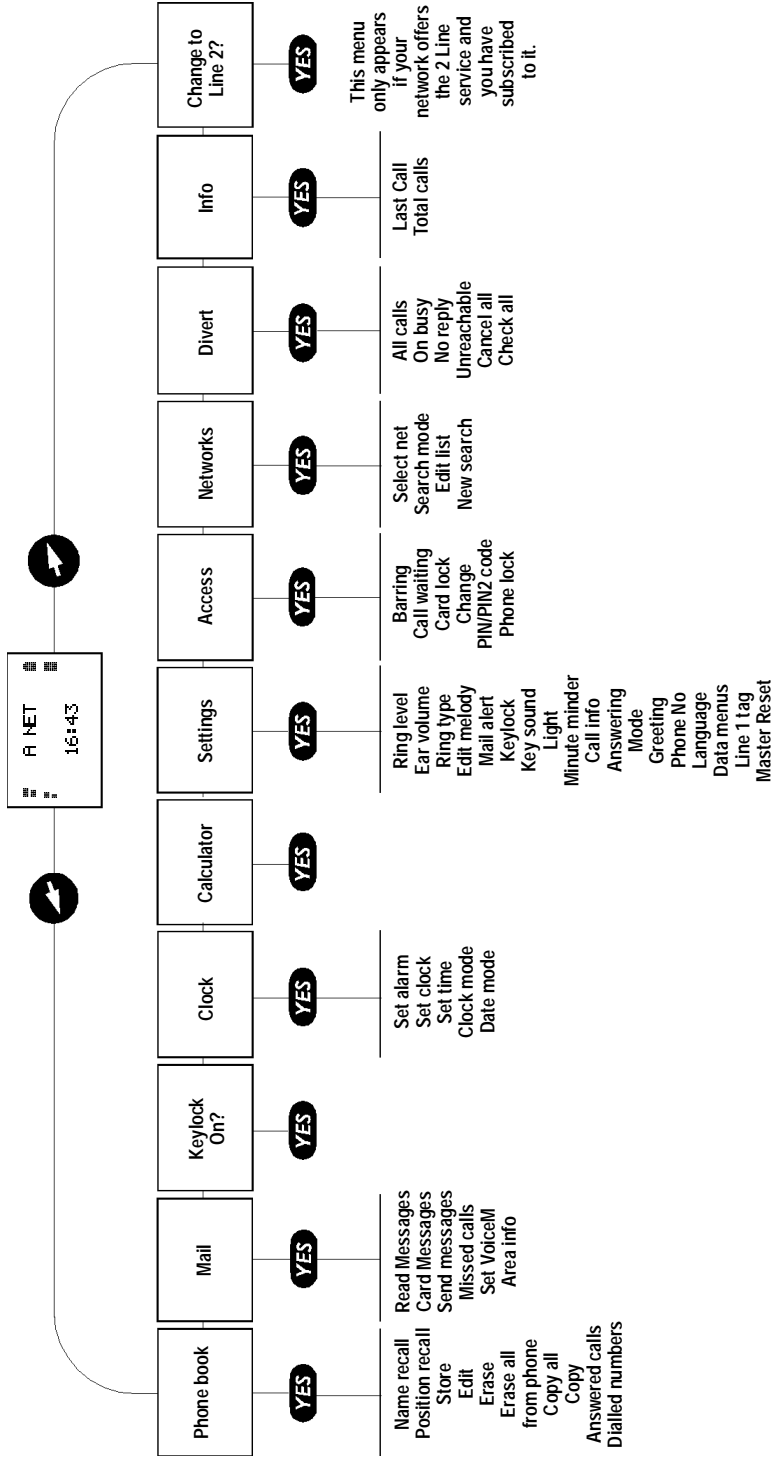 A NET
16:43
Phone book
Mail
Keylock
On?
Clock
Calculator
Settings
Access
Networks
Divert
Info
Change to
Line 2?
YES
YES
YES
YES
YES
YES
YES
YES
YES
YES
YES
Name recall
Position recall
Store
Edit
Erase
Erase all
from phone
Copy all
Copy
Answered calls
Dialled numbers
Read Messages
Card Messages
Send messages
Missed calls
Set VoiceM
Area info
Set alarm
Set clock
Set time
Clock mode
Date mode
Ring level
Ear volume
Ring type
Edit melody
Mail alert
Keylock
Key sound
Light
Minute minder
Call info
Answering
Mode
Greeting
Phone No
Language
Data menus
Line 1 tag
Master Reset
Barring
Call waiting
Card lock
Change
PIN/PIN2 code
Phone lock
Select net
Search mode
Edit list
New search
All calls
On busy
No reply
Unreachable
Cancel all
Check all
Last Call
Total calls
This menu
only appears
if your
network offers
the 2 Line
service and
you have
subscribed
to it.